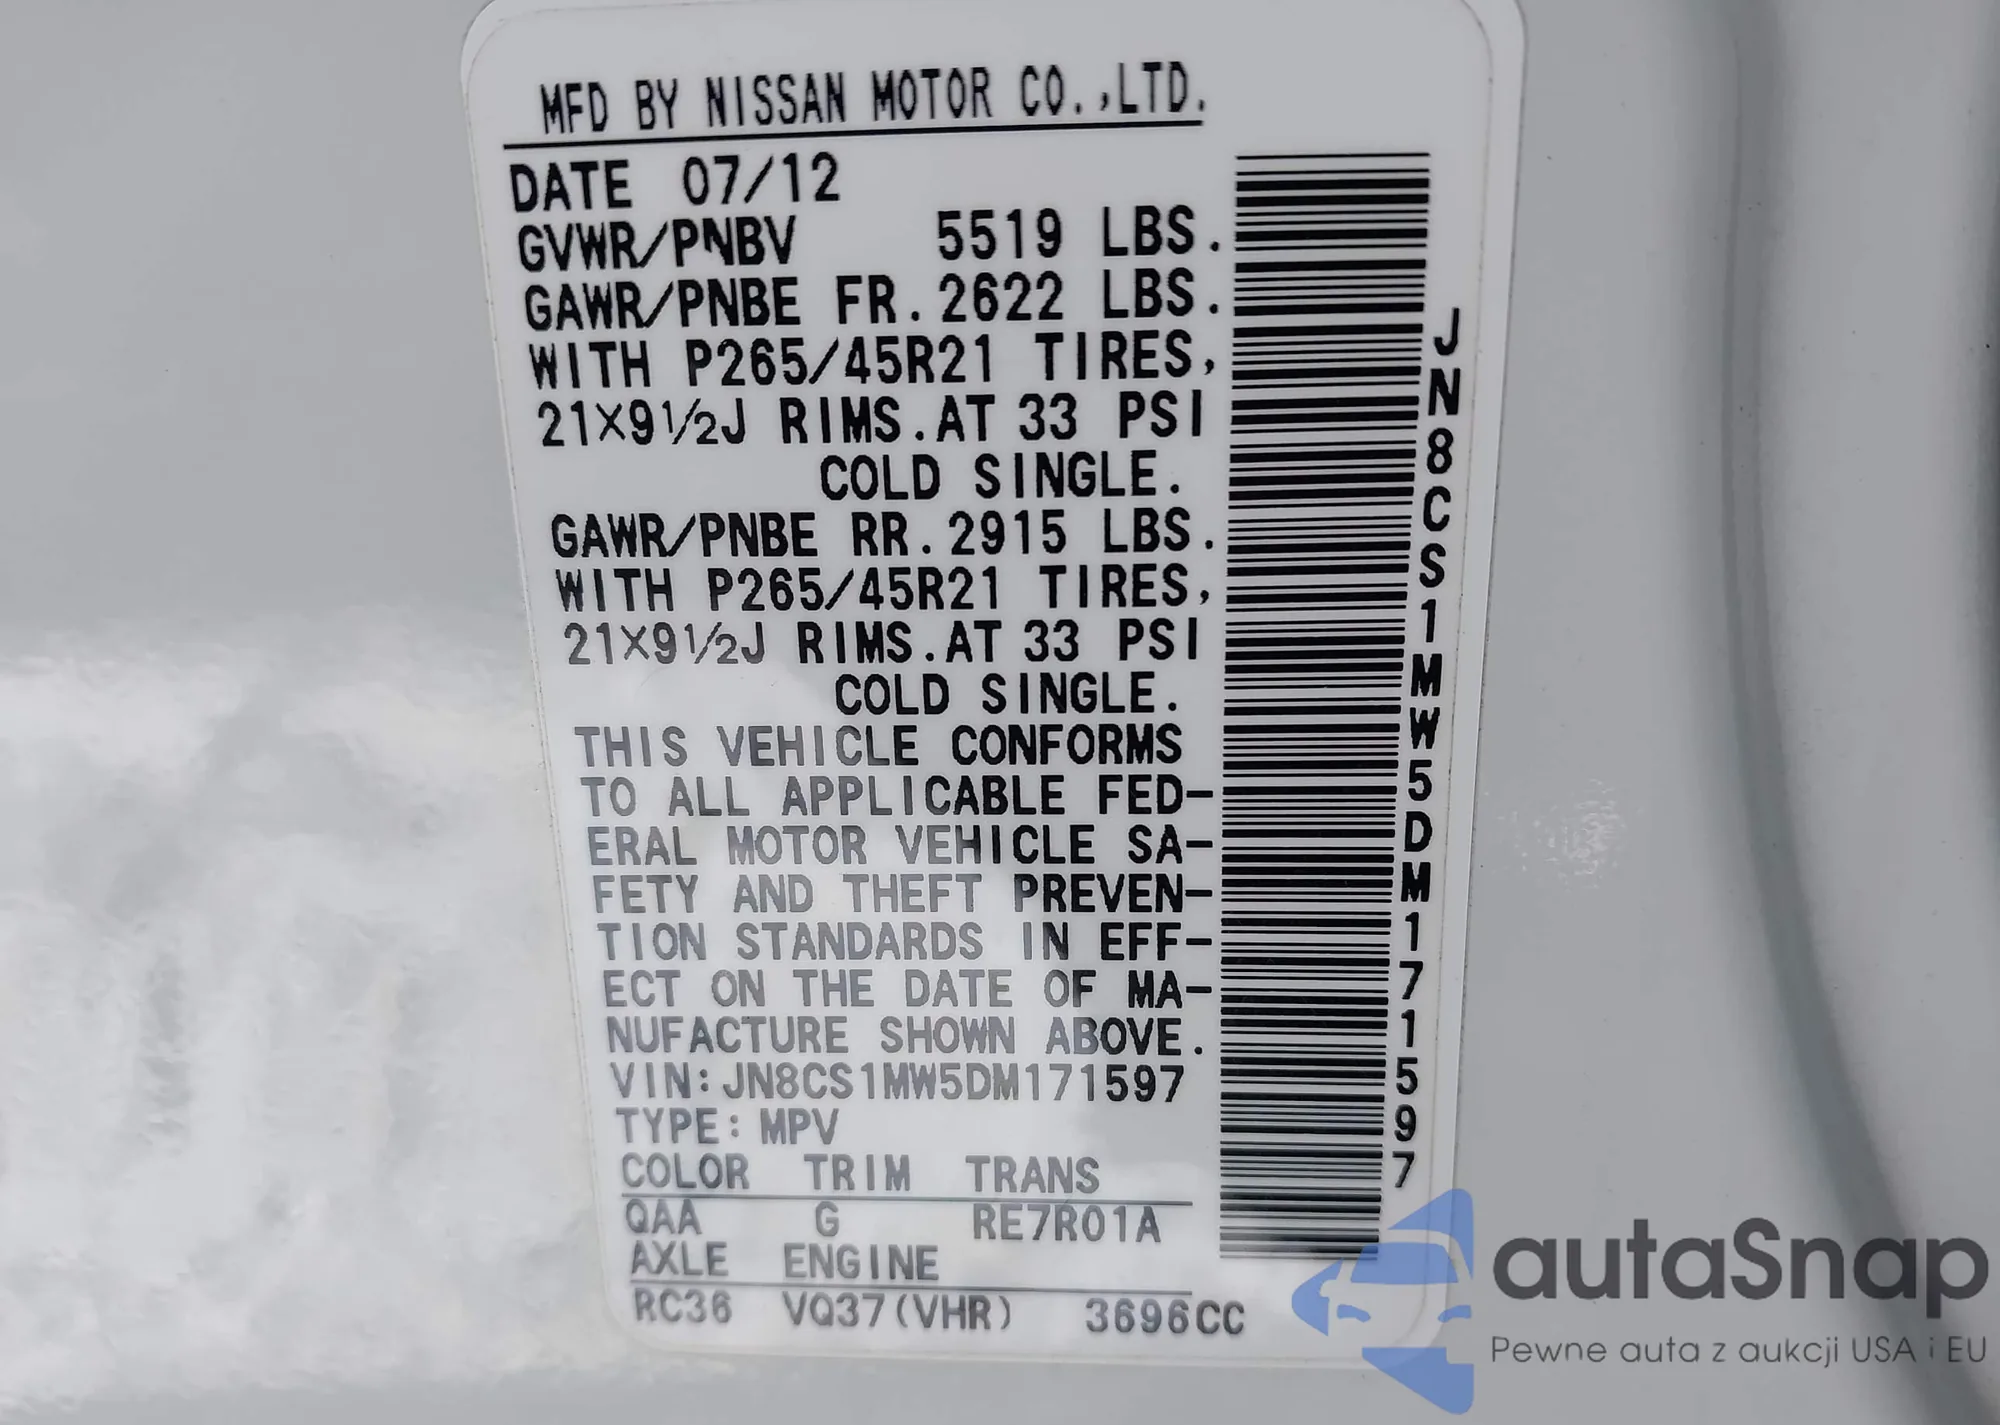 MFD BY NISSAN MOTOR CO.,LTD.
DATE 07/12
GVWR/PNBV 5519 LBS.
GAWR/PNBE FR.2622 LBS.
WITH P265/45R21 TIRES,
21X9½J RIMS.AT 33 PSI
COLD SINGLE.
GAWR/PNBE RR.2915 LBS.
WITH P265/45R21 TIRES,
21X9½J RIMS.AT 33 PSI
COLD SINGLE.
THIS VEHICLE CONFORMS
TO ALL APPLICABLE FED-
ERAL MOTOR VEHICLE SA-
FETY AND THEFT PREVEN-
TION STANDARDS IN EFF-
ECT ON THE DATE OF MA-
NUFACTURE SHOWN ABOVE.
VIN:JN8CS1MW5DM171597
TYPE:MPV
COLOR TRIM TRANS
QAA G RE7R01A
AXLE ENGINE
RC36 VQ37(VHR) 3696CC
JN8CS1MW5DM171597
autaSnap
Pewne auta z aukcji USA i EU